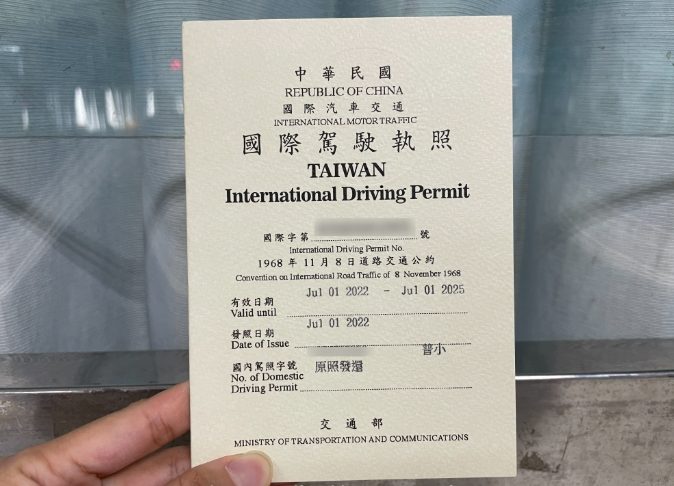 中華民國
REPUBLIC OF CHINA
國際汽車交通
INTERNATIONAL MOTOR TRAFFIC
國際駕駛執照
TAIWAN
International Driving Permit
國際字第 號
International Driving Permit No.
1968 年 11 月 8 日道路交通公約
Convention on International Road Traffic of 8 November 1968
Jul 01 2022 - Jul 01 2025
有效日期
Valid until
Jul 01 2022
發照日期
Date of Issue
普小
國內駕照字號 原照發還
No. of Domestic
Driving Permit
交通部
MINISTRY OF TRANSPORTATION AND COMMUNICATIONS